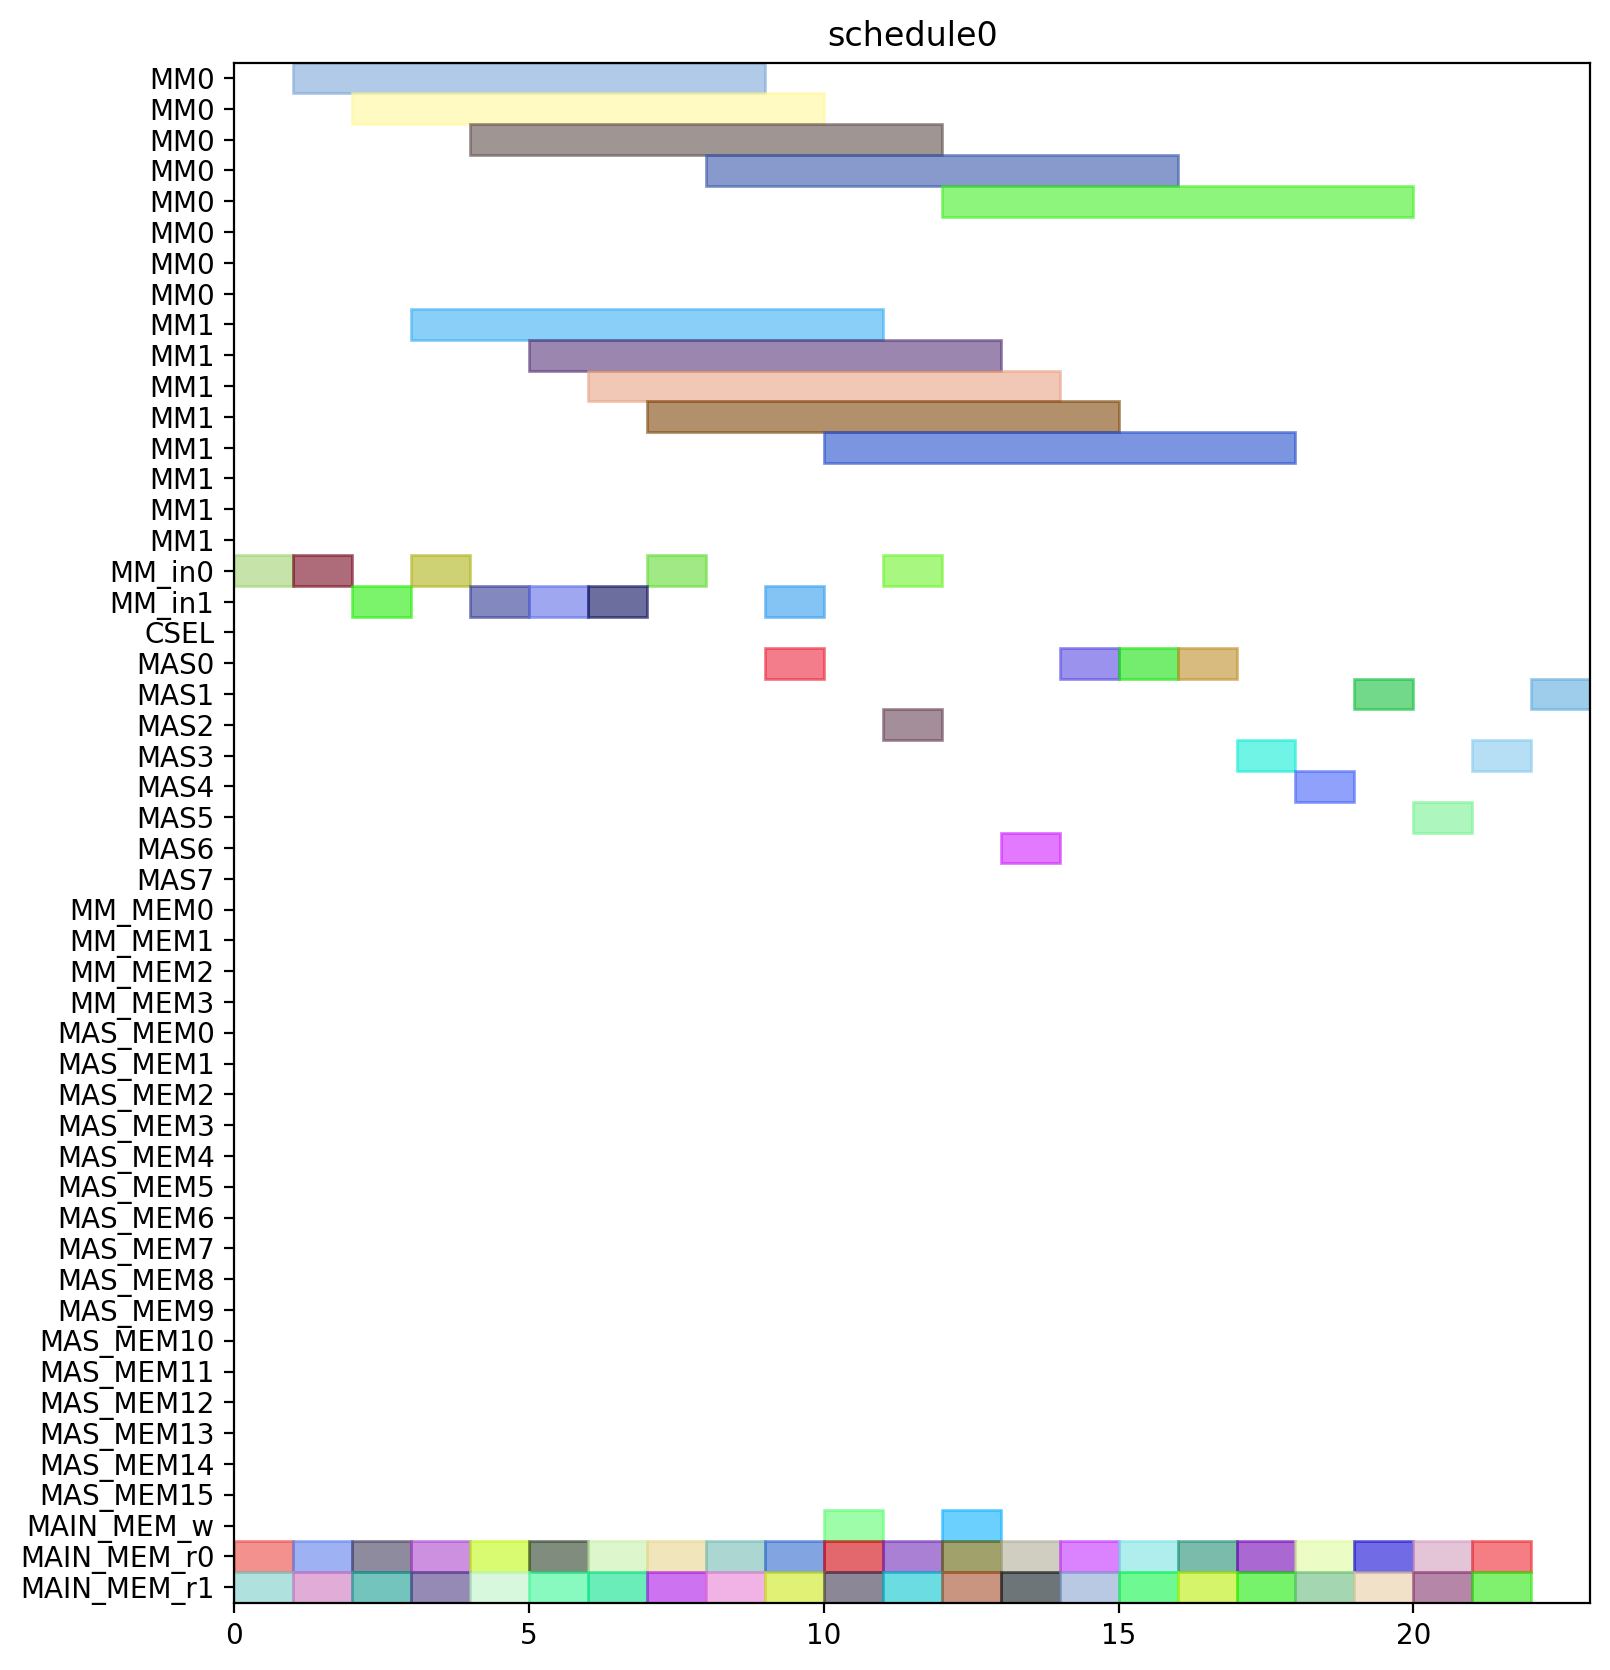 schedule0
MM0
MM0
MM0
MM0
MM0
MM0
MM0
MM0
MM1
MM1
MM1
MM1
MM1
MM1
MM1
MM1
MM_in0
MM_in1
CSEL
MAS0
MAS1
MAS2
MAS3
MAS4
MAS5
MAS6
MAS7
MM_MEM0
MM_MEM1
MM_MEM2
MM_MEM3
MAS_MEM0
MAS_MEM1
MAS_MEM2
MAS_MEM3
MAS_MEM4
MAS_MEM5
MAS_MEM6
MAS_MEM7
MAS_MEM8
MAS_MEM9
MAS_MEM10
MAS_MEM11
MAS_MEM12
MAS_MEM13
MAS_MEM14
MAS_MEM15
MAIN_MEM_w
MAIN_MEM_r0
MAIN_MEM_r1
0 5 10 15 20